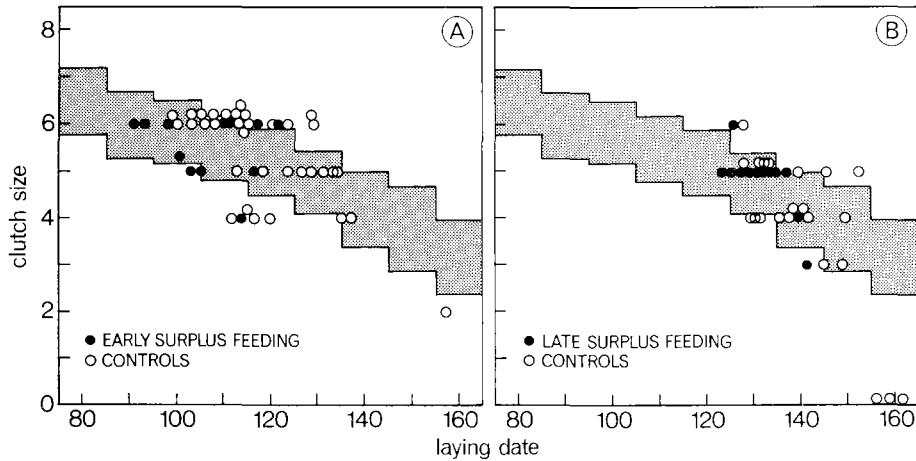 A
B
8
6
4
2
0
clutch size
● EARLY SURPLUS FEEDING
○ CONTROLS
● LATE SURPLUS FEEDING
○ CONTROLS
80 100 120 140 160
80 100 120 140 160
laying date